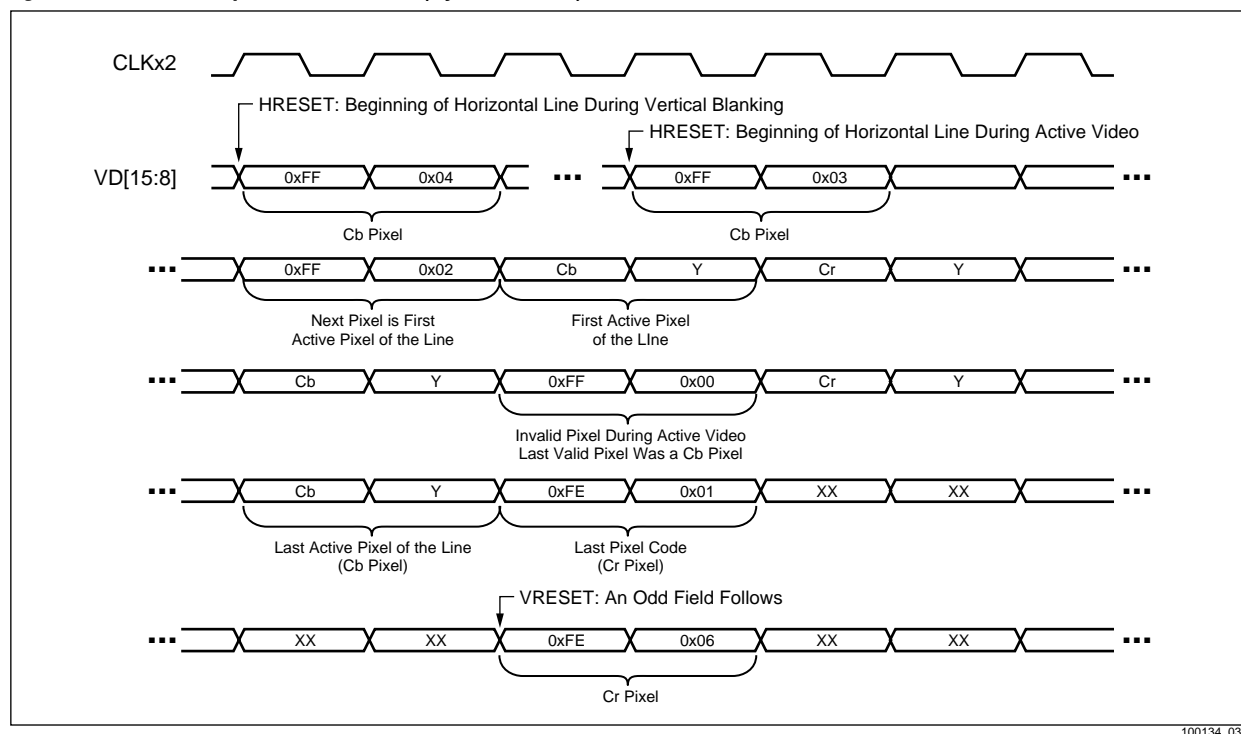 CLKx2
HRESET: Beginning of Horizontal Line During Vertical Blanking
HRESET: Beginning of Horizontal Line During Active Video
VD[15:8] 0xFF 0x04 ... 0xFF 0x03 ...
Cb Pixel Cb Pixel
... 0xFF 0x02 Cb Y Cr Y ...
Next Pixel is First First Active Pixel
Active Pixel of the Line of the LIne
... Cb Y 0xFF 0x00 Cr Y ...
Invalid Pixel During Active Video
Last Valid Pixel Was a Cb Pixel
... Cb Y 0xFE 0x01 XX XX ...
Last Active Pixel of the Line Last Pixel Code
(Cb Pixel) (Cr Pixel)
VRESET: An Odd Field Follows
... XX XX 0xFE 0x06 XX XX ...
Cr Pixel